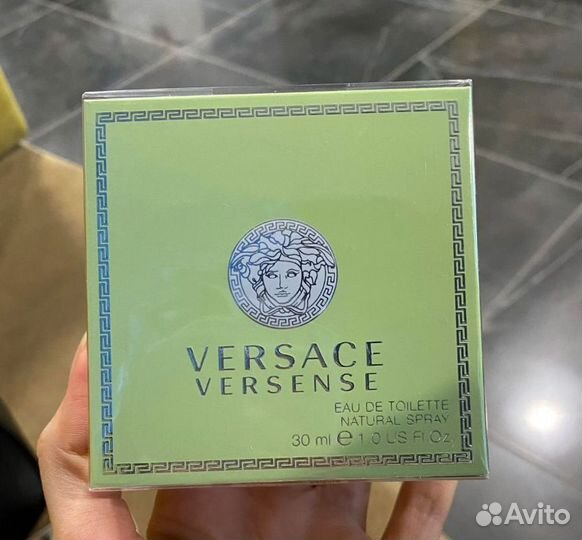 VERSACE
VERSENSE
EAU DE TOILETTE
NATURAL SPRAY
30 ml e 1.0 US Fl.Oz.
Avito